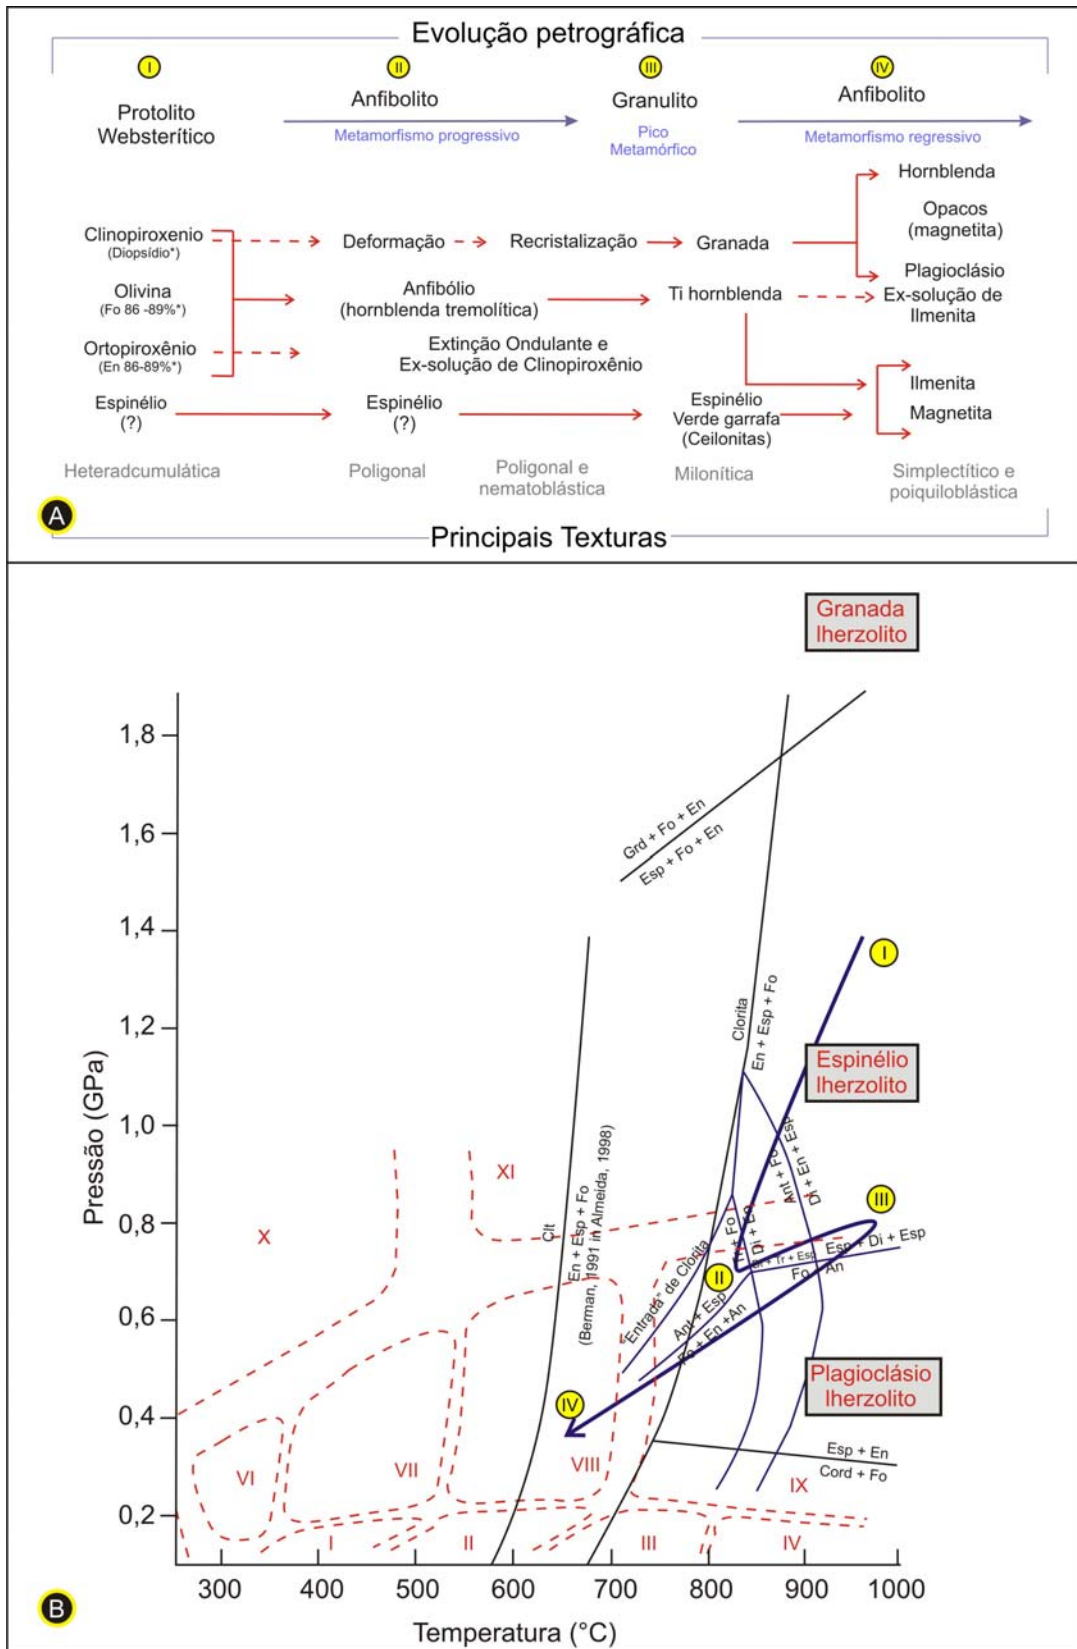 Evolução petrográfica
I
II
III
IV
Protolito
Websterítico
Anfibolito
Metamorfismo progressivo
Granulito
Pico
Metamórfico
Anfibolito
Metamorfismo regressivo
Hornblenda
Opacos
(magnetita)
Clinopiroxenio
(Diopsídio*)
Deformação
Recristalização
Granada
Plagioclásio
Olivina
(Fo 86 -89%*)
Anfibólio
(hornblenda tremolítica)
Ti hornblenda
Ex-solução de
Ilmenita
Ortopiroxênio
(En 86-89%*)
Extinção Ondulante e
Ex-solução de Clinopiroxênio
Ilmenita
Espinélio
(?)
Espinélio
(?)
Espinélio
Verde garrafa
(Ceilonitas)
Magnetita
Heteradcumulática
Poligonal
Poligonal e
nematoblástica
Milonítica
Simplectítico e
poiquiloblástica
A
Principais Texturas
Granada
lherzolito
1,8
1,6
1,4
1,2
1,0
0,8
0,6
0,4
0,2
Pressão (GPa)
Grd + Fo + En
Esp + Fo + En
I
Clorita
En + Esp + Fo
Espinélio
lherzolito
Ant + Fo
Di + En + Esp
XI
X
III
Clt
En + Esp + Fo
(Berman, 1991 in Almeida, 1998)
Tr + Fo
Di + En
Esp + Di + Esp
+ Tr + Esp
Fo + An
II
"Entrada" de Clorita
Ant + Esp
Fo + En +An
Plagioclásio
lherzolito
IV
Esp + En
Cord + Fo
VI
VII
VIII
IX
I
II
III
IV
300
400
500
600
700
800
900
1000
B
Temperatura (°C)